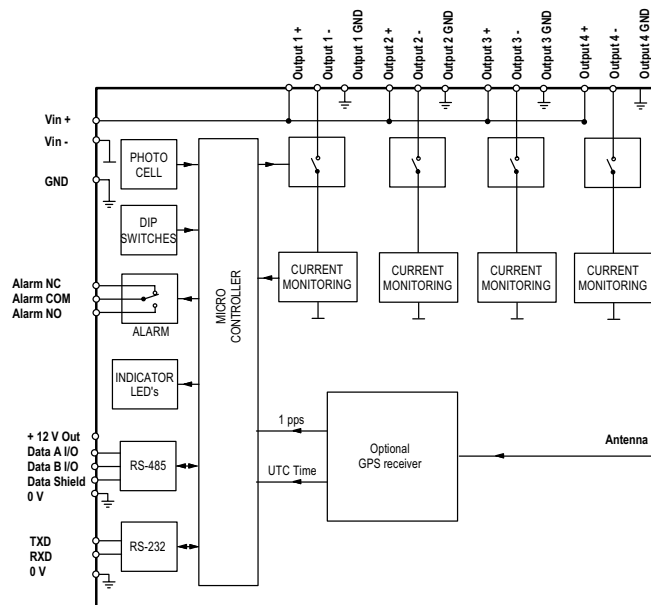 Output 1 +
Output 1 -
Output 1 GND
Output 2 +
Output 2 -
Output 2 GND
Output 3 +
Output 3 -
Output 3 GND
Output 4 +
Output 4 -
Output 4 GND
Vin +
Vin -
GND
PHOTO
CELL
DIP
SWITCHES
Alarm NC
Alarm COM
Alarm NO
ALARM
INDICATOR
LED's
+ 12 V Out
Data A I/O
Data B I/O
Data Shield
0 V
RS-485
TXD
RXD
0 V
RS-232
MICRO
CONTROLLER
CURRENT
MONITORING
CURRENT
MONITORING
CURRENT
MONITORING
CURRENT
MONITORING
1 pps
UTC Time
Optional
GPS receiver
Antenna